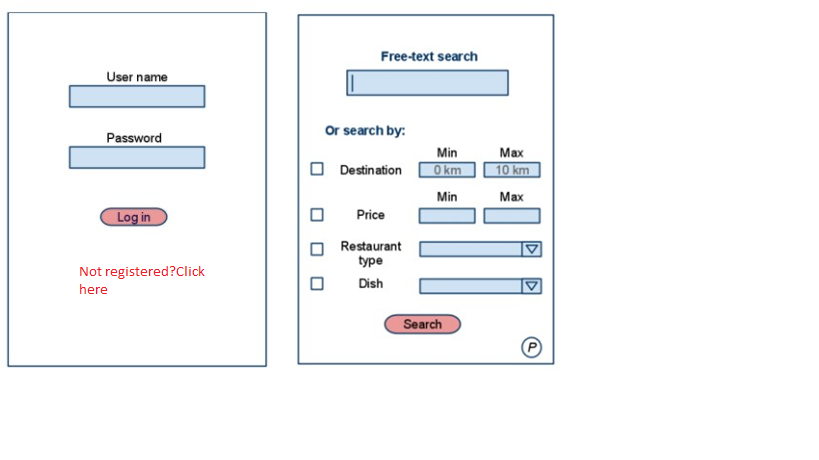 User name
Password
Log in
Not registered?Click
here
Free-text search
Or search by:
Min Max
Destination 0 km 10 km
Min Max
Price
Restaurant
type
Dish
Search
P